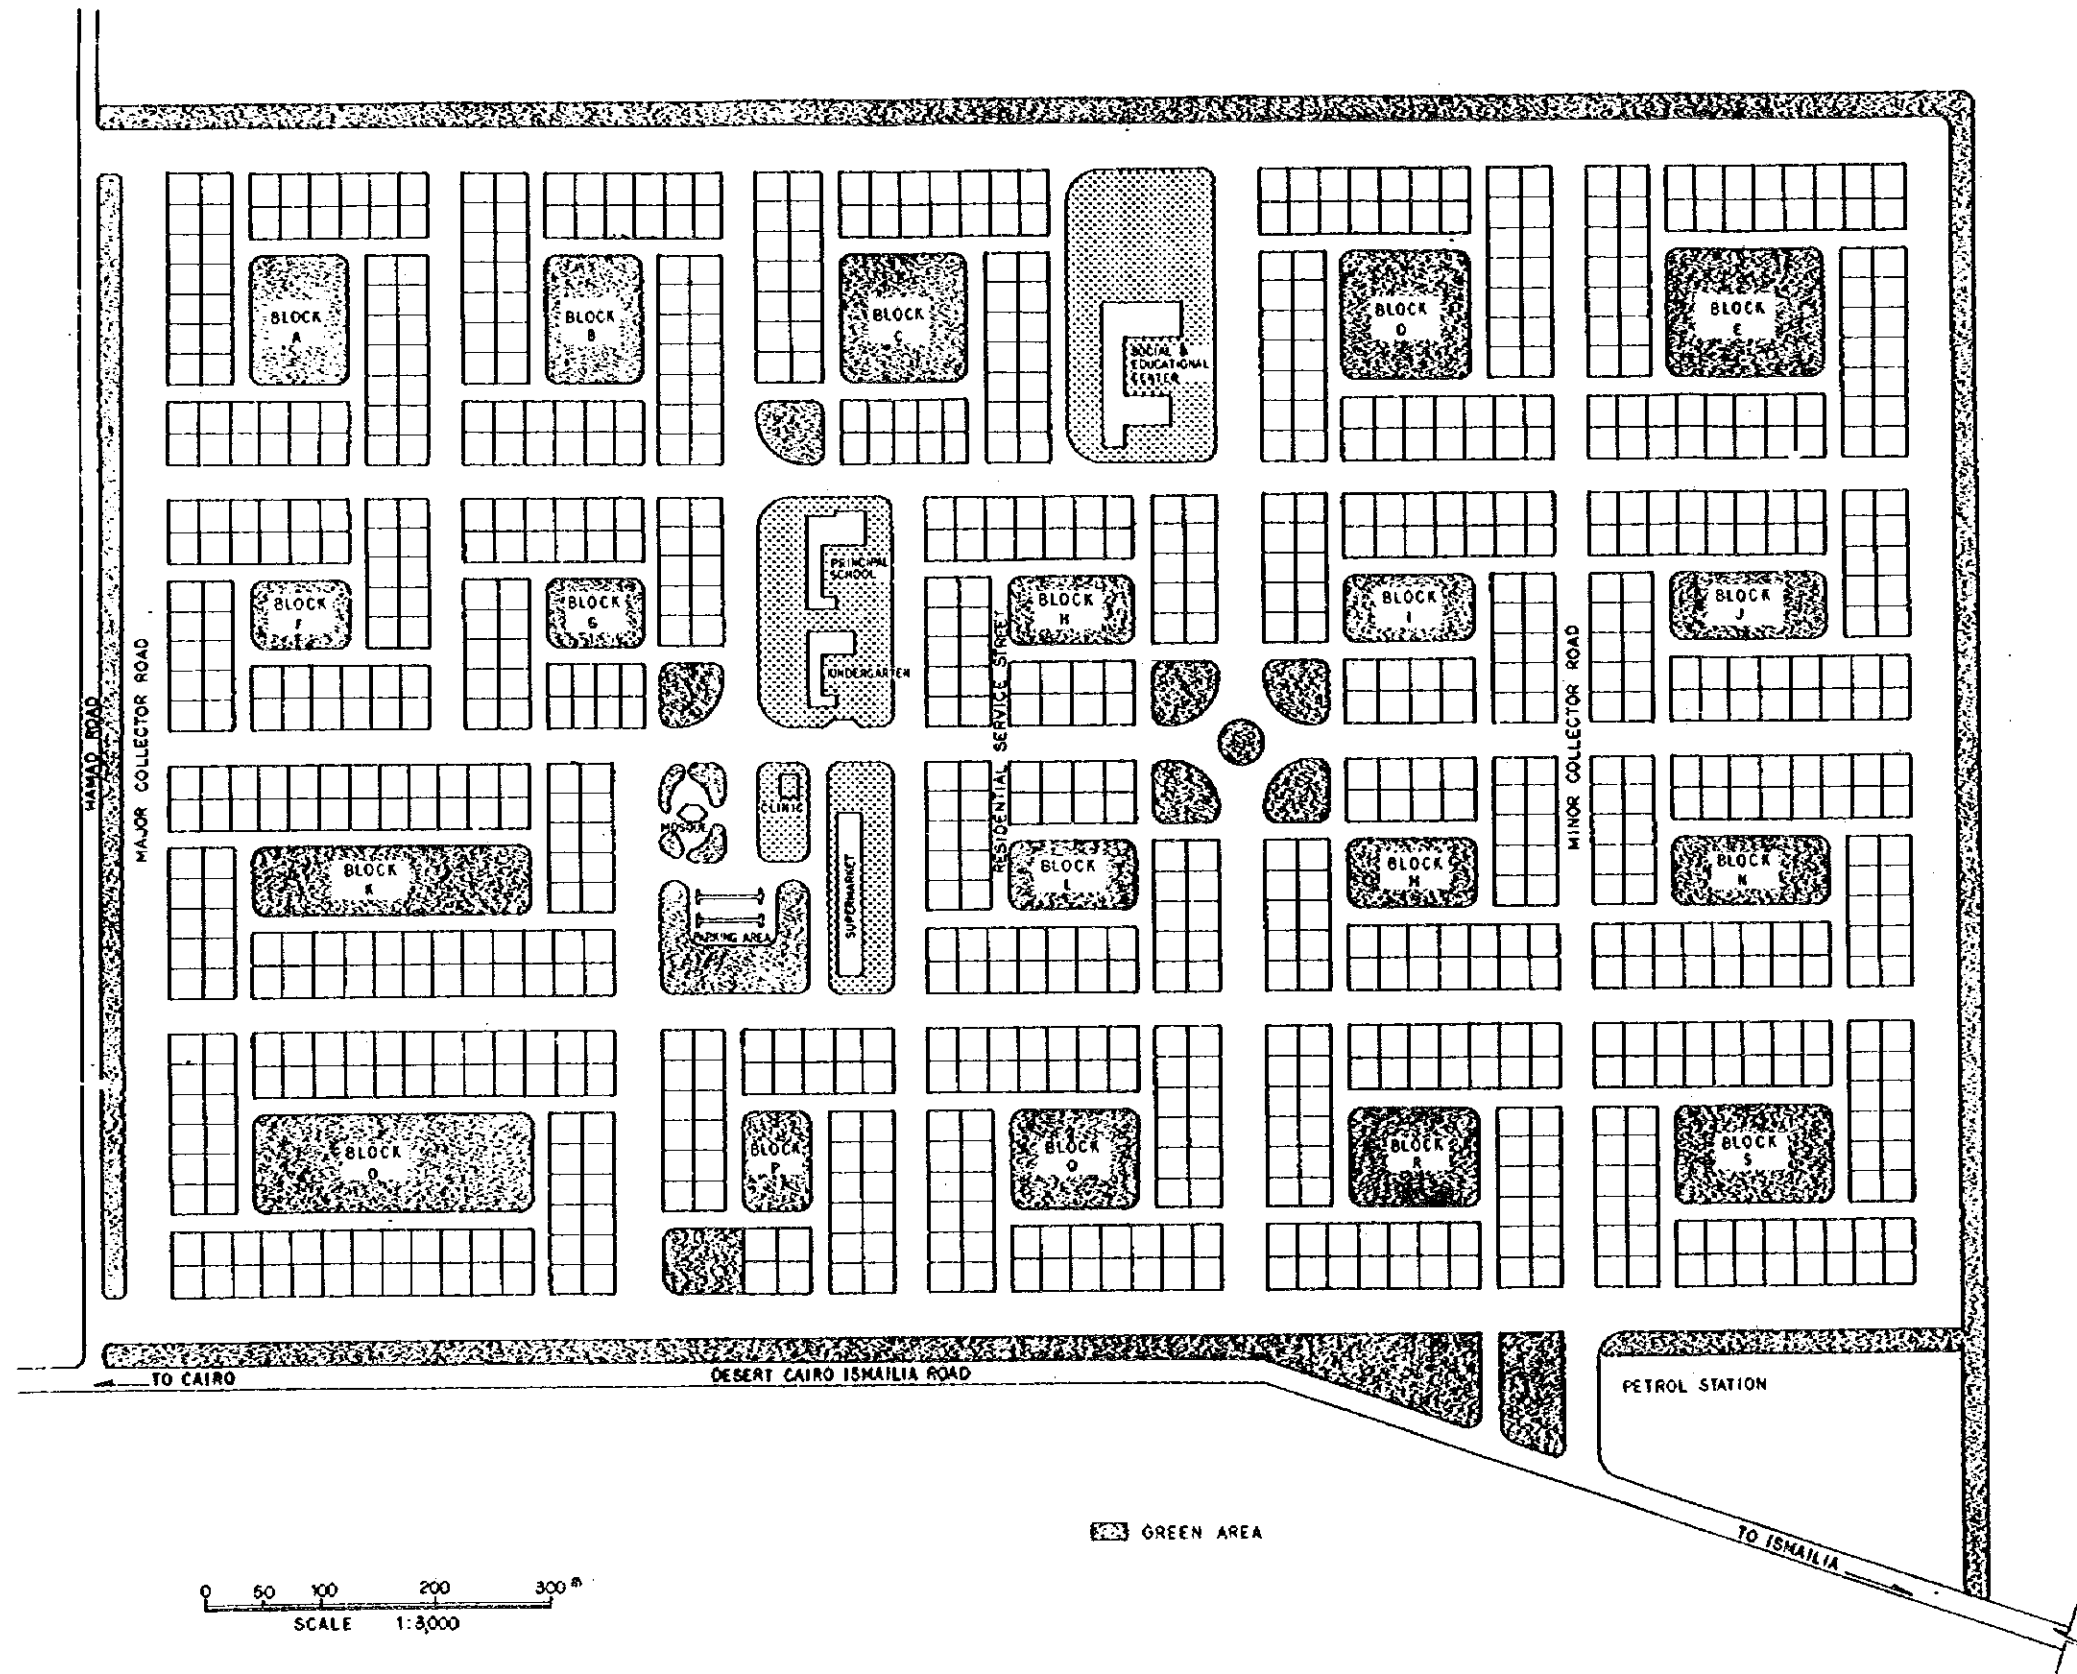 BLOCK
A
BLOCK
B
BLOCK
C
SOCIAL &
EDUCATIONAL
CENTER
BLOCK
D
BLOCK
E
BLOCK
F
BLOCK
G
PRINCIPAL
SCHOOL
KINDERGARTEN
BLOCK
H
BLOCK
I
BLOCK
J
HAMAD ROAD
MAJOR COLLECTOR ROAD
RESIDENTIAL SERVICE STREET
MINOR COLLECTOR ROAD
BLOCK
K
MOSQUE
CLINIC
PARKING AREA
SUPERMARKET
BLOCK
L
BLOCK
M
BLOCK
N
BLOCK
O
BLOCK
P
BLOCK
Q
BLOCK
R
BLOCK
S
TO CAIRO
DESERT CAIRO ISMAILIA ROAD
PETROL STATION
TO ISMAILIA
GREEN AREA
0 50 100 200 300 m
SCALE 1:3,000